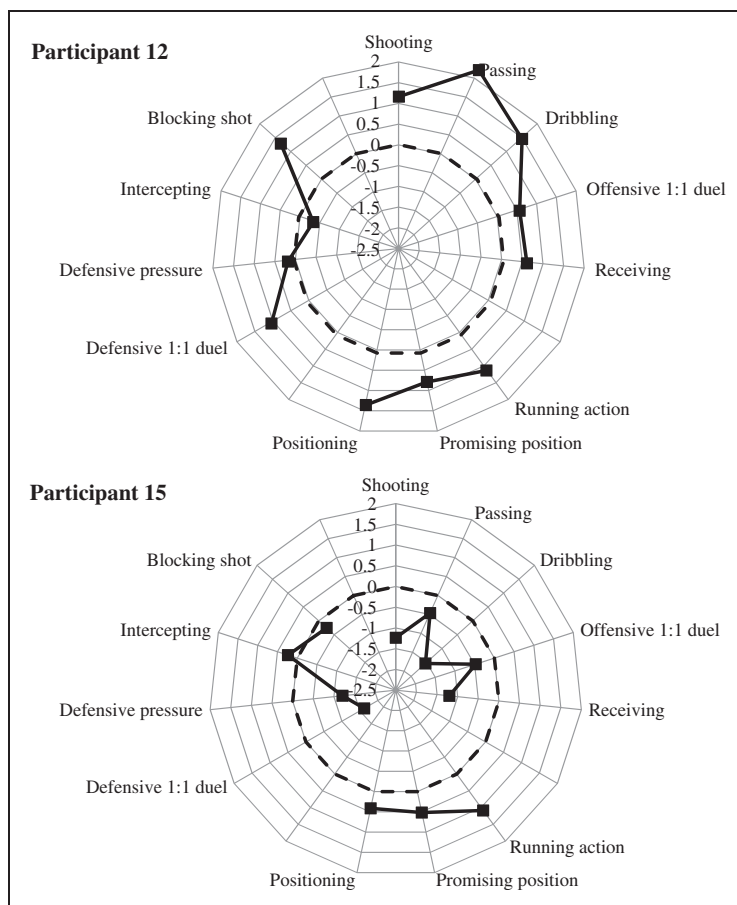 Participant 12
Shooting
2
1.5
1
0.5
0
-0.5
-1
-1.5
-2
-2.5
Passing
Dribbling
Offensive 1:1 duel
Receiving
Running action
Promising position
Positioning
Defensive 1:1 duel
Defensive pressure
Intercepting
Blocking shot
Participant 15
Shooting
2
1.5
1
0.5
0
-0.5
-1
-1.5
-2
-2.5
Passing
Dribbling
Offensive 1:1 duel
Receiving
Running action
Promising position
Positioning
Defensive 1:1 duel
Defensive pressure
Intercepting
Blocking shot